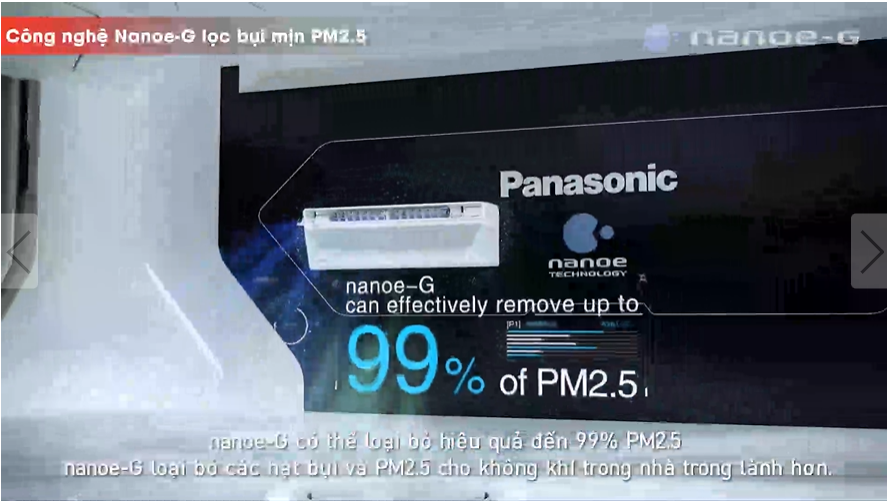 Công nghệ Nanoe-G lọc bụi mịn PM2.5
nanoe-G
Panasonic
nanoe
TECHNOLOGY
nanoe-G
can effectively remove up to
99% of PM2.5
nanoe-G có thể loại bỏ hiệu quả đến 99% PM2.5
nanoe-G loại bỏ các hạt bụi và PM2.5 cho không khí trong nhà trong lành hơn.